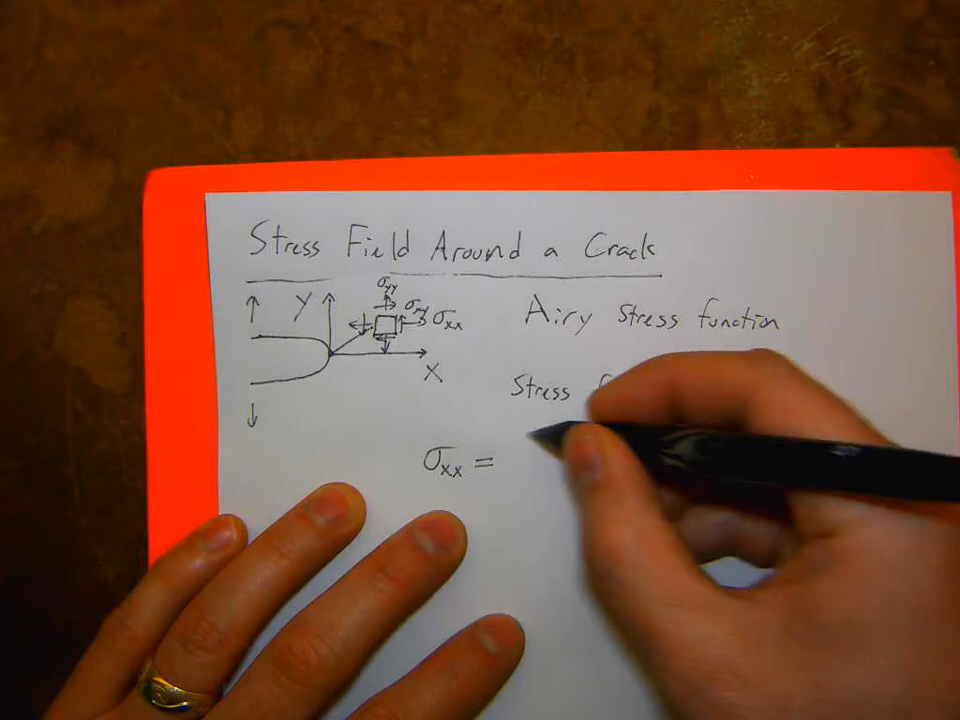 Stress Field Around a Crack
σyy
Y σxy σxx
X
Airy Stress function
Stress
σxx =